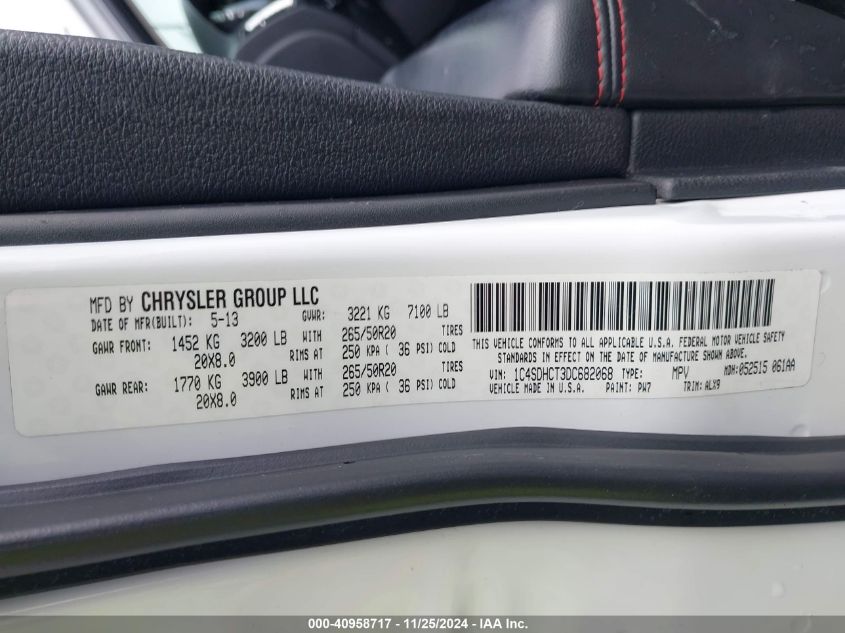 MFD BY CHRYSLER GROUP LLC
DATE OF MFR(BUILT): 5-13 GVWR: 3221 KG 7100 LB
GAWR FRONT: 1452 KG 3200 LB WITH 265/50R20 TIRES
20X8.0 RIMS AT 250 KPA ( 36 PSI) COLD
GAWR REAR: 1770 KG 3900 LB WITH 265/50R20 TIRES
20X8.0 RIMS AT 250 KPA ( 36 PSI) COLD
THIS VEHICLE CONFORMS TO ALL APPLICABLE U.S.A. FEDERAL MOTOR VEHICLE SAFETY
STANDARDS IN EFFECT ON THE DATE OF MANUFACTURE SHOWN ABOVE.
VIN: 1C4SDHCT3DC682068 TYPE: MPV MDH:052515 061AA
VEHICLE MADE IN U.S.A. PAINT: PW7 TRIM: ALX9
000-40958717 - 11/25/2024 - IAA Inc.